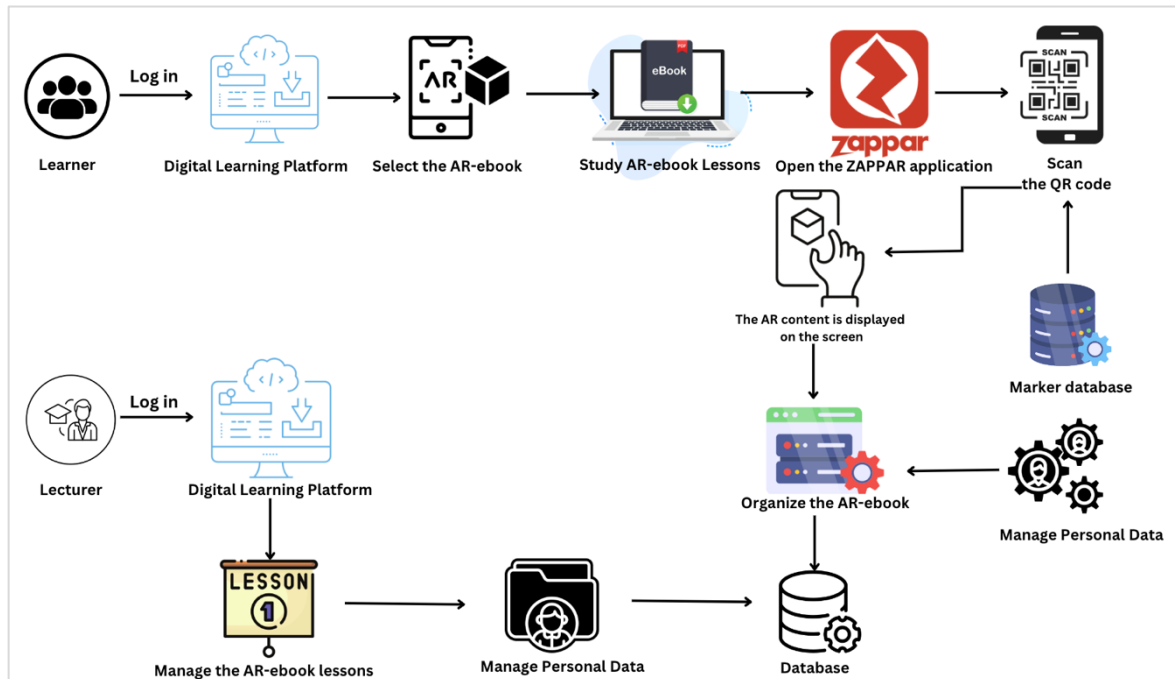 Log in
Learner
Digital Learning Platform
AR
Select the AR-ebook
PDF
eBook
Study AR-ebook Lessons
zappar
Open the ZAPPAR application
SCAN
SCAN
Scan
the QR code
The AR content is displayed
on the screen
Marker database
Log in
Lecturer
Digital Learning Platform
Organize the AR-ebook
Manage Personal Data
LESSON
1
Manage the AR-ebook lessons
Manage Personal Data
Database